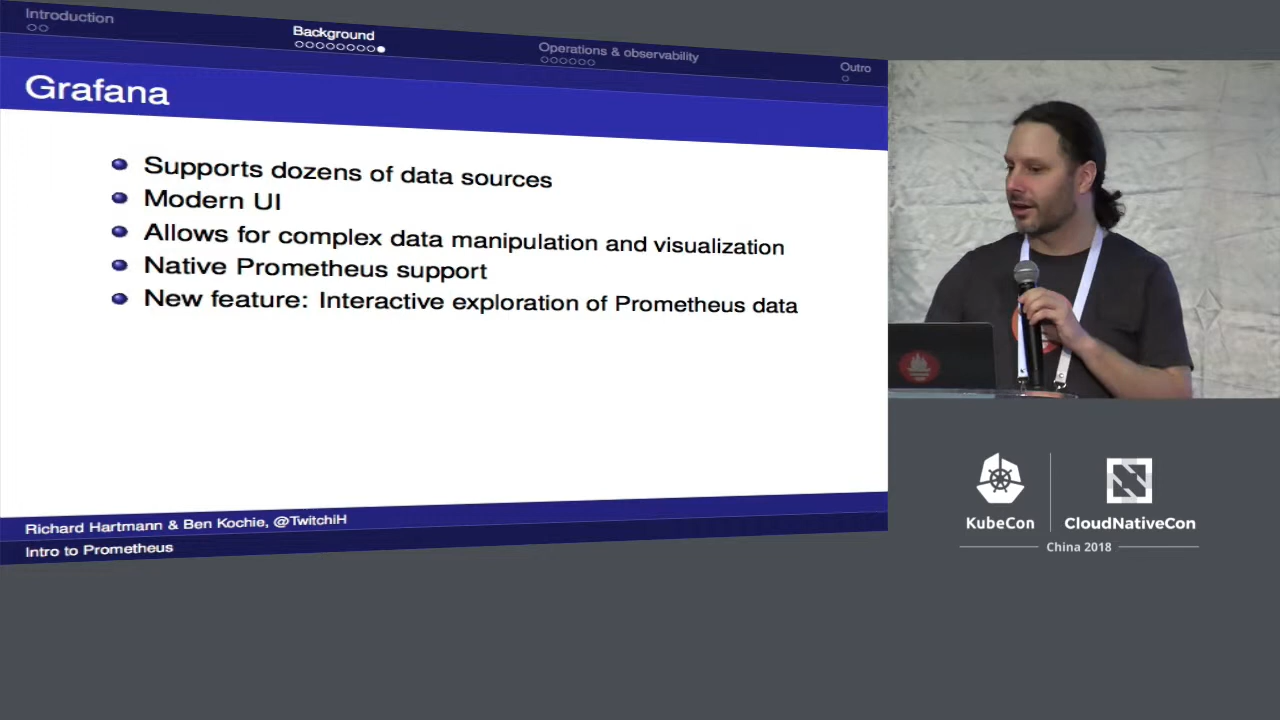 Introduction
Background
Operations & observability
Outro
Grafana
Supports dozens of data sources
Modern UI
Allows for complex data manipulation and visualization
Native Prometheus support
New feature: Interactive exploration of Prometheus data
Richard Hartmann & Ben Kochie, @TwitchiH
Intro to Prometheus
KubeCon
CloudNativeCon
China 2018